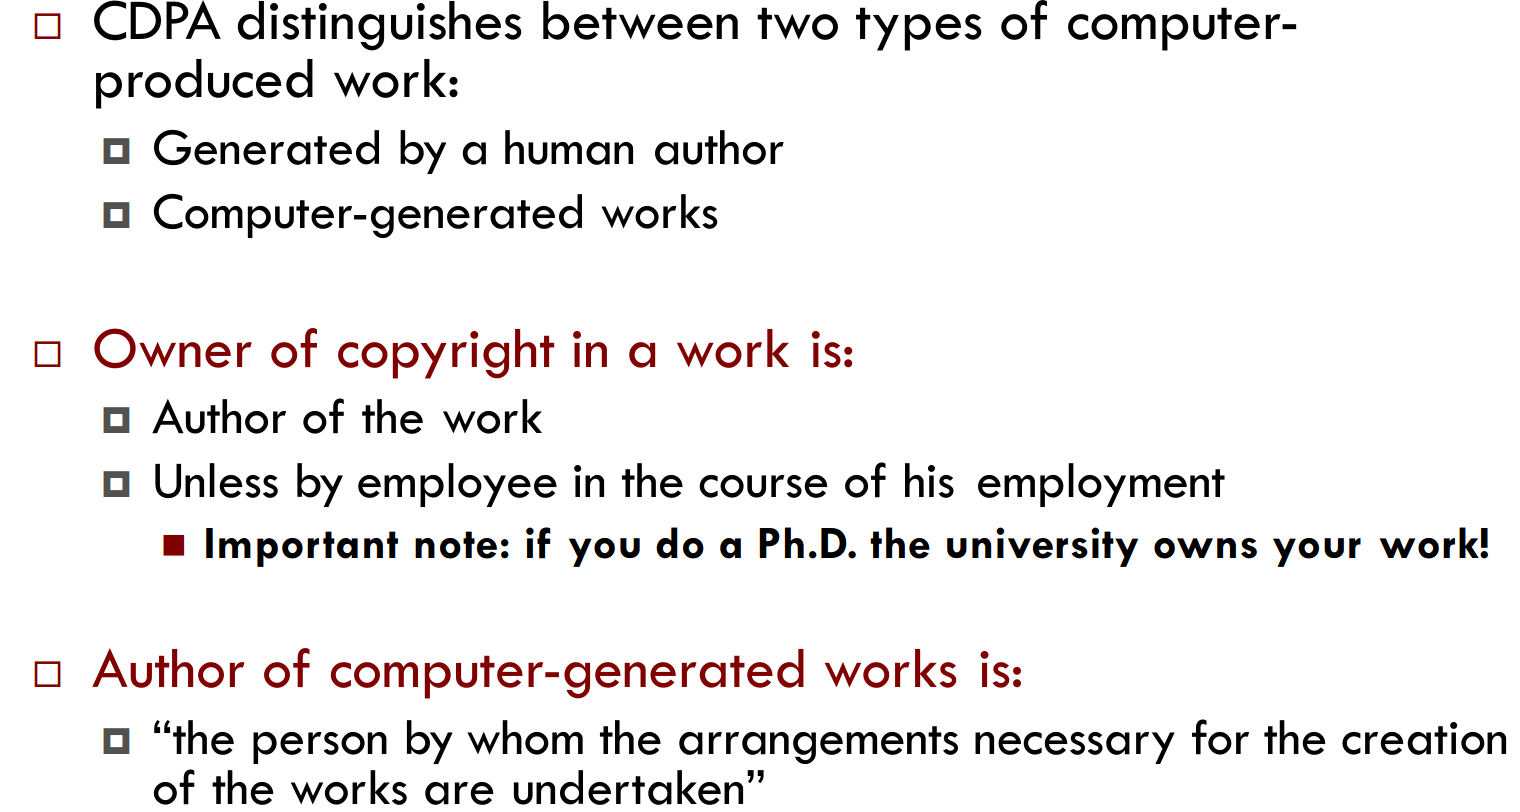 CDPA distinguishes between two types of computer-
produced work:
Generated by a human author
Computer-generated works
Owner of copyright in a work is:
Author of the work
Unless by employee in the course of his employment
Important note: if you do a Ph.D. the university owns your work!
Author of computer-generated works is:
“the person by whom the arrangements necessary for the creation
of the works are undertaken”